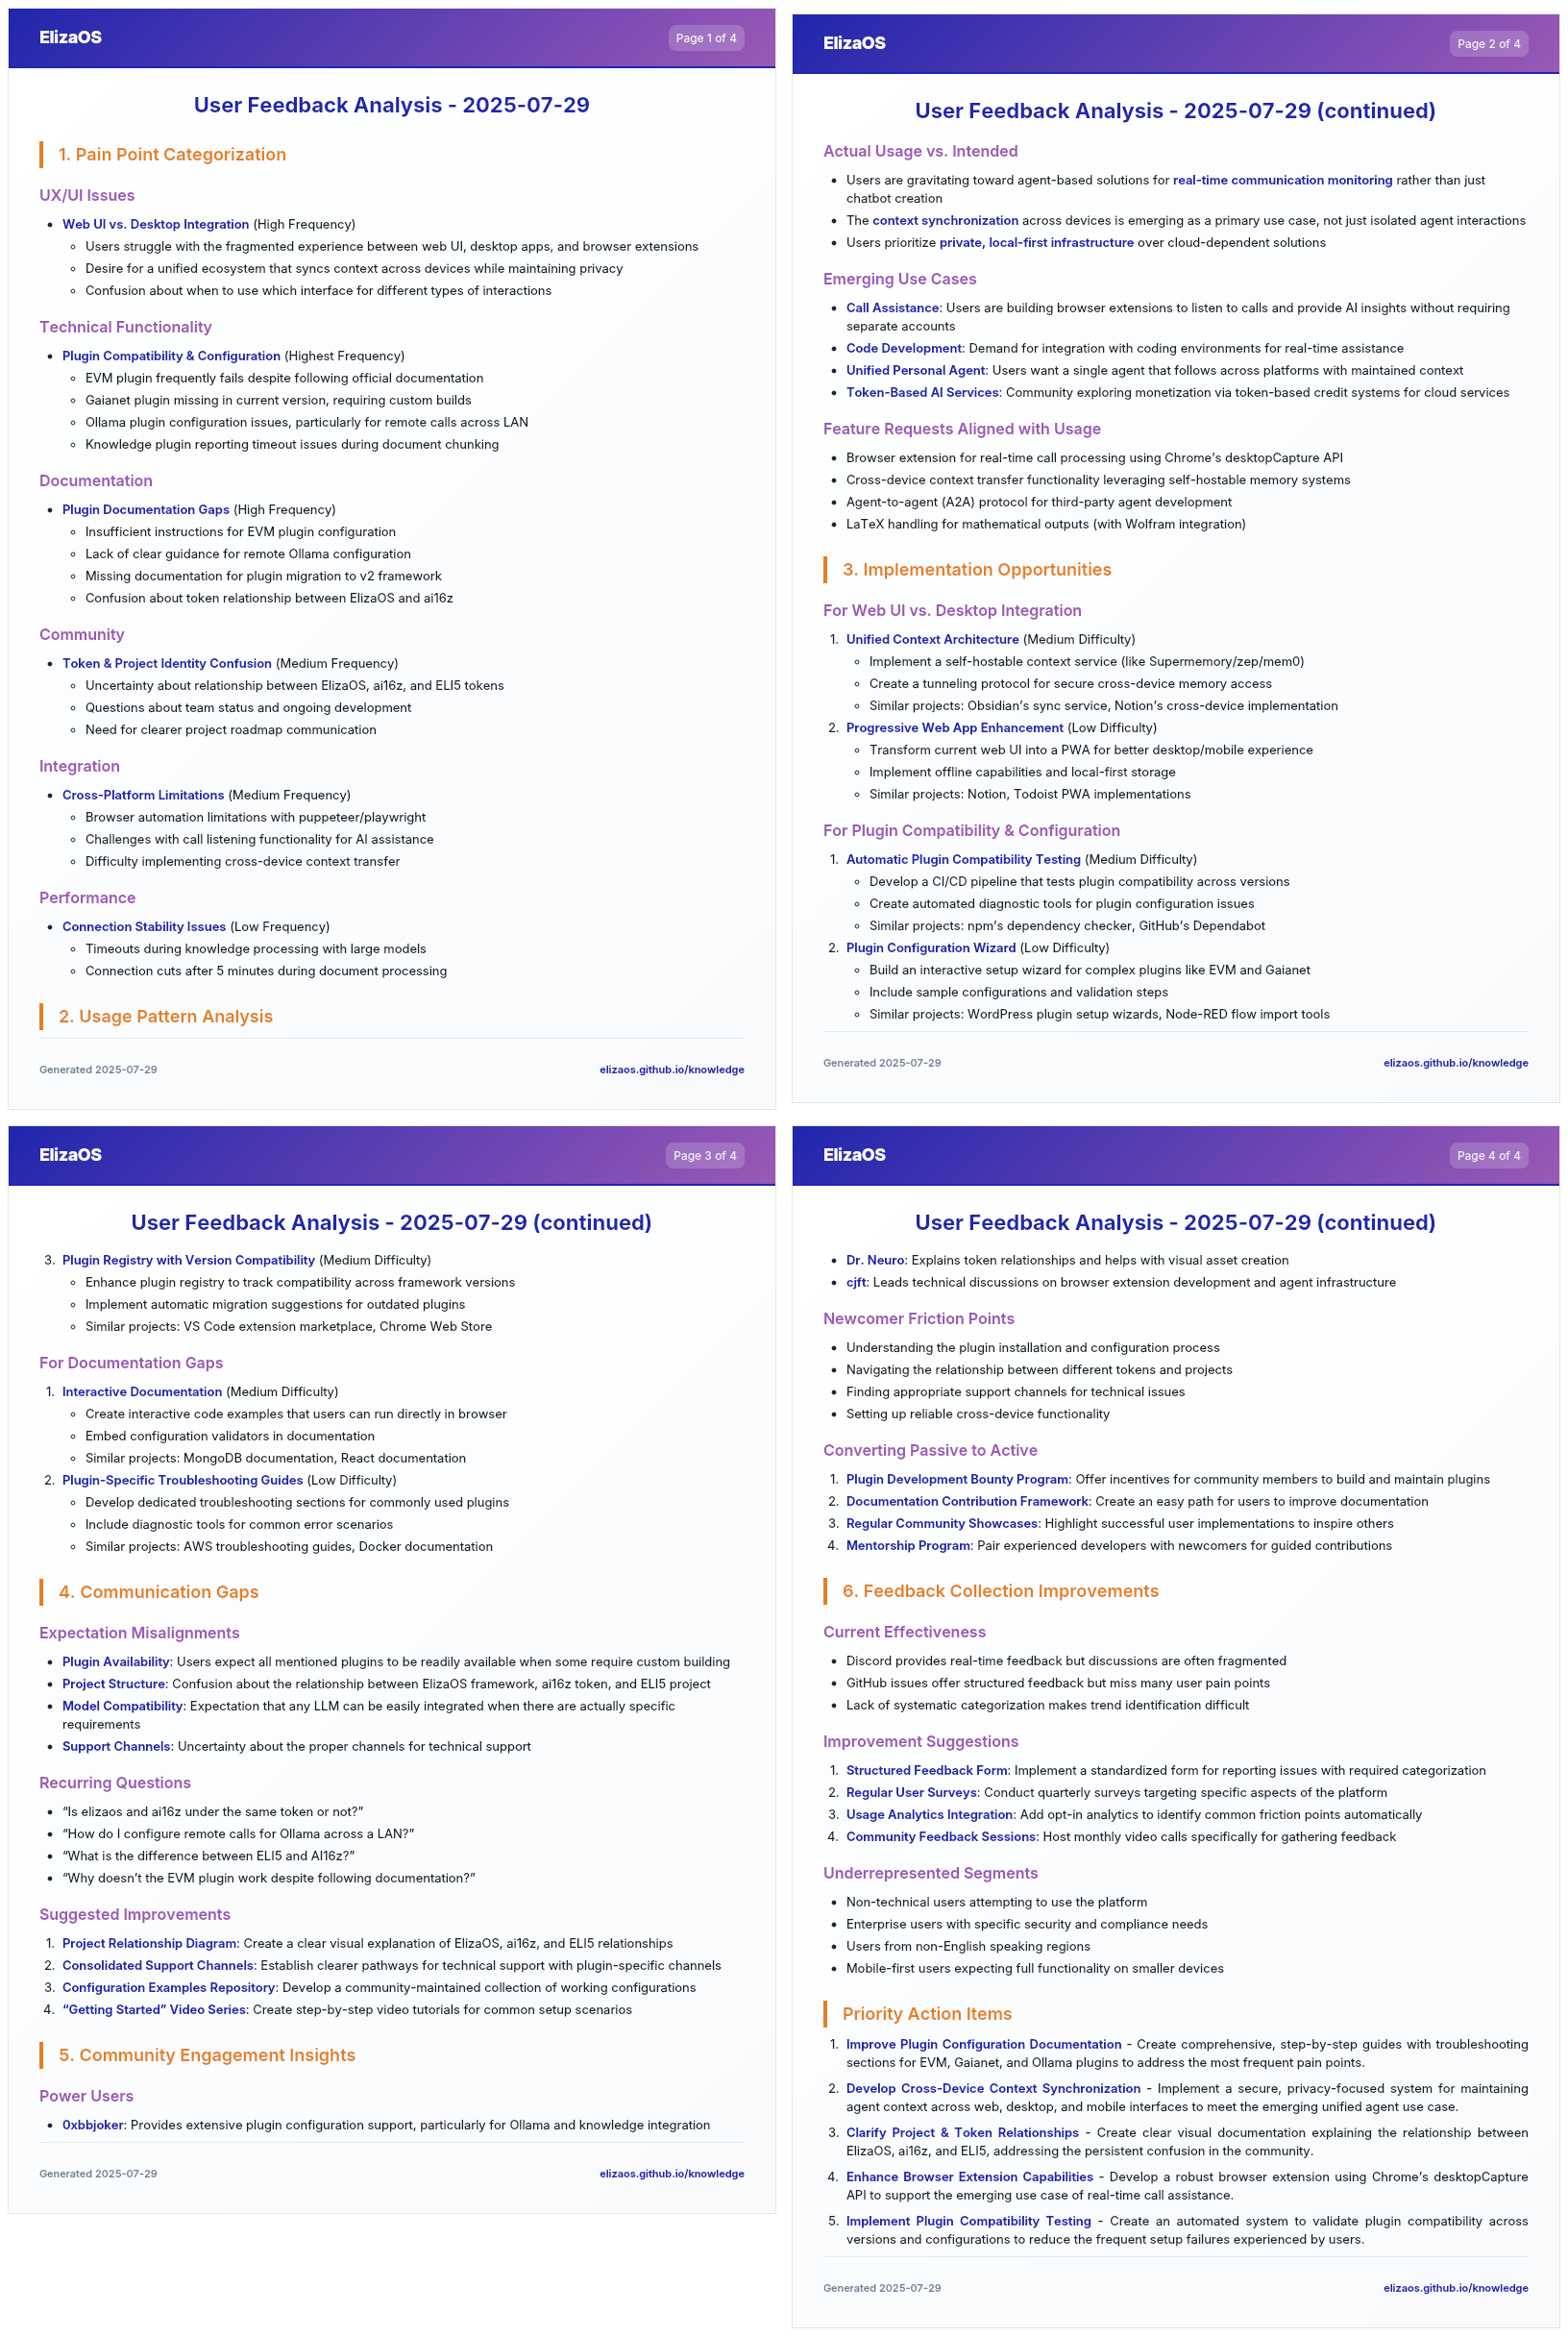 ElizaOS
Page 1 of 4
User Feedback Analysis - 2025-07-29
1. Pain Point Categorization
UX/UI Issues
• Web UI vs. Desktop Integration (High Frequency)
◦ Users struggle with the fragmented experience between web UI, desktop apps, and browser extensions
◦ Desire for a unified ecosystem that syncs context across devices while maintaining privacy
◦ Confusion about when to use which interface for different types of interactions
Technical Functionality
• Plugin Compatibility & Configuration (Highest Frequency)
◦ EVM plugin frequently fails despite following official documentation
◦ Gaianet plugin missing in current version, requiring custom builds
◦ Ollama plugin configuration issues, particularly for remote calls across LAN
◦ Knowledge plugin reporting timeout issues during document chunking
Documentation
• Plugin Documentation Gaps (High Frequency)
◦ Insufficient instructions for EVM plugin configuration
◦ Lack of clear guidance for remote Ollama configuration
◦ Missing documentation for plugin migration to v2 framework
◦ Confusion about token relationship between ElizaOS and ai16z
Community
• Token & Project Identity Confusion (Medium Frequency)
◦ Uncertainty about relationship between ElizaOS, ai16z, and ELI5 tokens
◦ Questions about team status and ongoing development
◦ Need for clearer project roadmap communication
Integration
• Cross-Platform Limitations (Medium Frequency)
◦ Browser automation limitations with puppeteer/playwright
◦ Challenges with call listening functionality for AI assistance
◦ Difficulty implementing cross-device context transfer
Performance
• Connection Stability Issues (Low Frequency)
◦ Timeouts during knowledge processing with large models
◦ Connection cuts after 5 minutes during document processing
2. Usage Pattern Analysis
Generated 2025-07-29
elizaos.github.io/knowledge
ElizaOS
Page 2 of 4
User Feedback Analysis - 2025-07-29 (continued)
Actual Usage vs. Intended
• Users are gravitating toward agent-based solutions for real-time communication monitoring rather than just
chatbot creation
• The context synchronization across devices is emerging as a primary use case, not just isolated agent interactions
• Users prioritize private, local-first infrastructure over cloud-dependent solutions
Emerging Use Cases
• Call Assistance: Users are building browser extensions to listen to calls and provide AI insights without requiring
separate accounts
• Code Development: Demand for integration with coding environments for real-time assistance
• Unified Personal Agent: Users want a single agent that follows across platforms with maintained context
• Token-Based AI Services: Community exploring monetization via token-based credit systems for cloud services
Feature Requests Aligned with Usage
• Browser extension for real-time call processing using Chrome’s desktopCapture API
• Cross-device context transfer functionality leveraging self-hostable memory systems
• Agent-to-agent (A2A) protocol for third-party agent development
• LaTeX handling for mathematical outputs (with Wolfram integration)
3. Implementation Opportunities
For Web UI vs. Desktop Integration
1. Unified Context Architecture (Medium Difficulty)
◦ Implement a self-hostable context service (like Supermemory/zep/mem0)
◦ Create a tunneling protocol for secure cross-device memory access
◦ Similar projects: Obsidian’s sync service, Notion’s cross-device implementation
2. Progressive Web App Enhancement (Low Difficulty)
◦ Transform current web UI into a PWA for better desktop/mobile experience
◦ Implement offline capabilities and local-first storage
◦ Similar projects: Notion, Todoist PWA implementations
For Plugin Compatibility & Configuration
1. Automatic Plugin Compatibility Testing (Medium Difficulty)
◦ Develop a CI/CD pipeline that tests plugin compatibility across versions
◦ Create automated diagnostic tools for plugin configuration issues
◦ Similar projects: npm’s dependency checker, GitHub’s Dependabot
2. Plugin Configuration Wizard (Low Difficulty)
◦ Build an interactive setup wizard for complex plugins like EVM and Gaianet
◦ Include sample configurations and validation steps
◦ Similar projects: WordPress plugin setup wizards, Node-RED flow import tools
Generated 2025-07-29
elizaos.github.io/knowledge
ElizaOS
Page 3 of 4
User Feedback Analysis - 2025-07-29 (continued)
3. Plugin Registry with Version Compatibility (Medium Difficulty)
◦ Enhance plugin registry to track compatibility across framework versions
◦ Implement automatic migration suggestions for outdated plugins
◦ Similar projects: VS Code extension marketplace, Chrome Web Store
For Documentation Gaps
1. Interactive Documentation (Medium Difficulty)
◦ Create interactive code examples that users can run directly in browser
◦ Embed configuration validators in documentation
◦ Similar projects: MongoDB documentation, React documentation
2. Plugin-Specific Troubleshooting Guides (Low Difficulty)
◦ Develop dedicated troubleshooting sections for commonly used plugins
◦ Include diagnostic tools for common error scenarios
◦ Similar projects: AWS troubleshooting guides, Docker documentation
4. Communication Gaps
Expectation Misalignments
• Plugin Availability: Users expect all mentioned plugins to be readily available when some require custom building
• Project Structure: Confusion about the relationship between ElizaOS framework, ai16z token, and ELI5 project
• Model Compatibility: Expectation that any LLM can be easily integrated when there are actually specific
requirements
• Support Channels: Uncertainty about the proper channels for technical support
Recurring Questions
• “Is elizaos and ai16z under the same token or not?”
• “How do I configure remote calls for Ollama across a LAN?”
• “What is the difference between ELI5 and AI16z?”
• “Why doesn’t the EVM plugin work despite following documentation?”
Suggested Improvements
1. Project Relationship Diagram: Create a clear visual explanation of ElizaOS, ai16z, and ELI5 relationships
2. Consolidated Support Channels: Establish clearer pathways for technical support with plugin-specific channels
3. Configuration Examples Repository: Develop a community-maintained collection of working configurations
4. “Getting Started” Video Series: Create step-by-step video tutorials for common setup scenarios
5. Community Engagement Insights
Power Users
• 0xbbjoker: Provides extensive plugin configuration support, particularly for Ollama and knowledge integration
Generated 2025-07-29
elizaos.github.io/knowledge
ElizaOS
Page 4 of 4
User Feedback Analysis - 2025-07-29 (continued)
• Dr. Neuro: Explains token relationships and helps with visual asset creation
• cjft: Leads technical discussions on browser extension development and agent infrastructure
Newcomer Friction Points
• Understanding the plugin installation and configuration process
• Navigating the relationship between different tokens and projects
• Finding appropriate support channels for technical issues
• Setting up reliable cross-device functionality
Converting Passive to Active
1. Plugin Development Bounty Program: Offer incentives for community members to build and maintain plugins
2. Documentation Contribution Framework: Create an easy path for users to improve documentation
3. Regular Community Showcases: Highlight successful user implementations to inspire others
4. Mentorship Program: Pair experienced developers with newcomers for guided contributions
6. Feedback Collection Improvements
Current Effectiveness
• Discord provides real-time feedback but discussions are often fragmented
• GitHub issues offer structured feedback but miss many user pain points
• Lack of systematic categorization makes trend identification difficult
Improvement Suggestions
1. Structured Feedback Form: Implement a standardized form for reporting issues with required categorization
2. Regular User Surveys: Conduct quarterly surveys targeting specific aspects of the platform
3. Usage Analytics Integration: Add opt-in analytics to identify common friction points automatically
4. Community Feedback Sessions: Host monthly video calls specifically for gathering feedback
Underrepresented Segments
• Non-technical users attempting to use the platform
• Enterprise users with specific security and compliance needs
• Users from non-English speaking regions
• Mobile-first users expecting full functionality on smaller devices
Priority Action Items
1. Improve Plugin Configuration Documentation - Create comprehensive, step-by-step guides with troubleshooting
sections for EVM, Gaianet, and Ollama plugins to address the most frequent pain points.
2. Develop Cross-Device Context Synchronization - Implement a secure, privacy-focused system for maintaining
agent context across web, desktop, and mobile interfaces to meet the emerging unified agent use case.
3. Clarify Project & Token Relationships - Create clear visual documentation explaining the relationship between
ElizaOS, ai16z, and ELI5, addressing the persistent confusion in the community.
4. Enhance Browser Extension Capabilities - Develop a robust browser extension using Chrome’s desktopCapture
API to support the emerging use case of real-time call assistance.
5. Implement Plugin Compatibility Testing - Create an automated system to validate plugin compatibility across
versions and configurations to reduce the frequent setup failures experienced by users.
Generated 2025-07-29
elizaos.github.io/knowledge